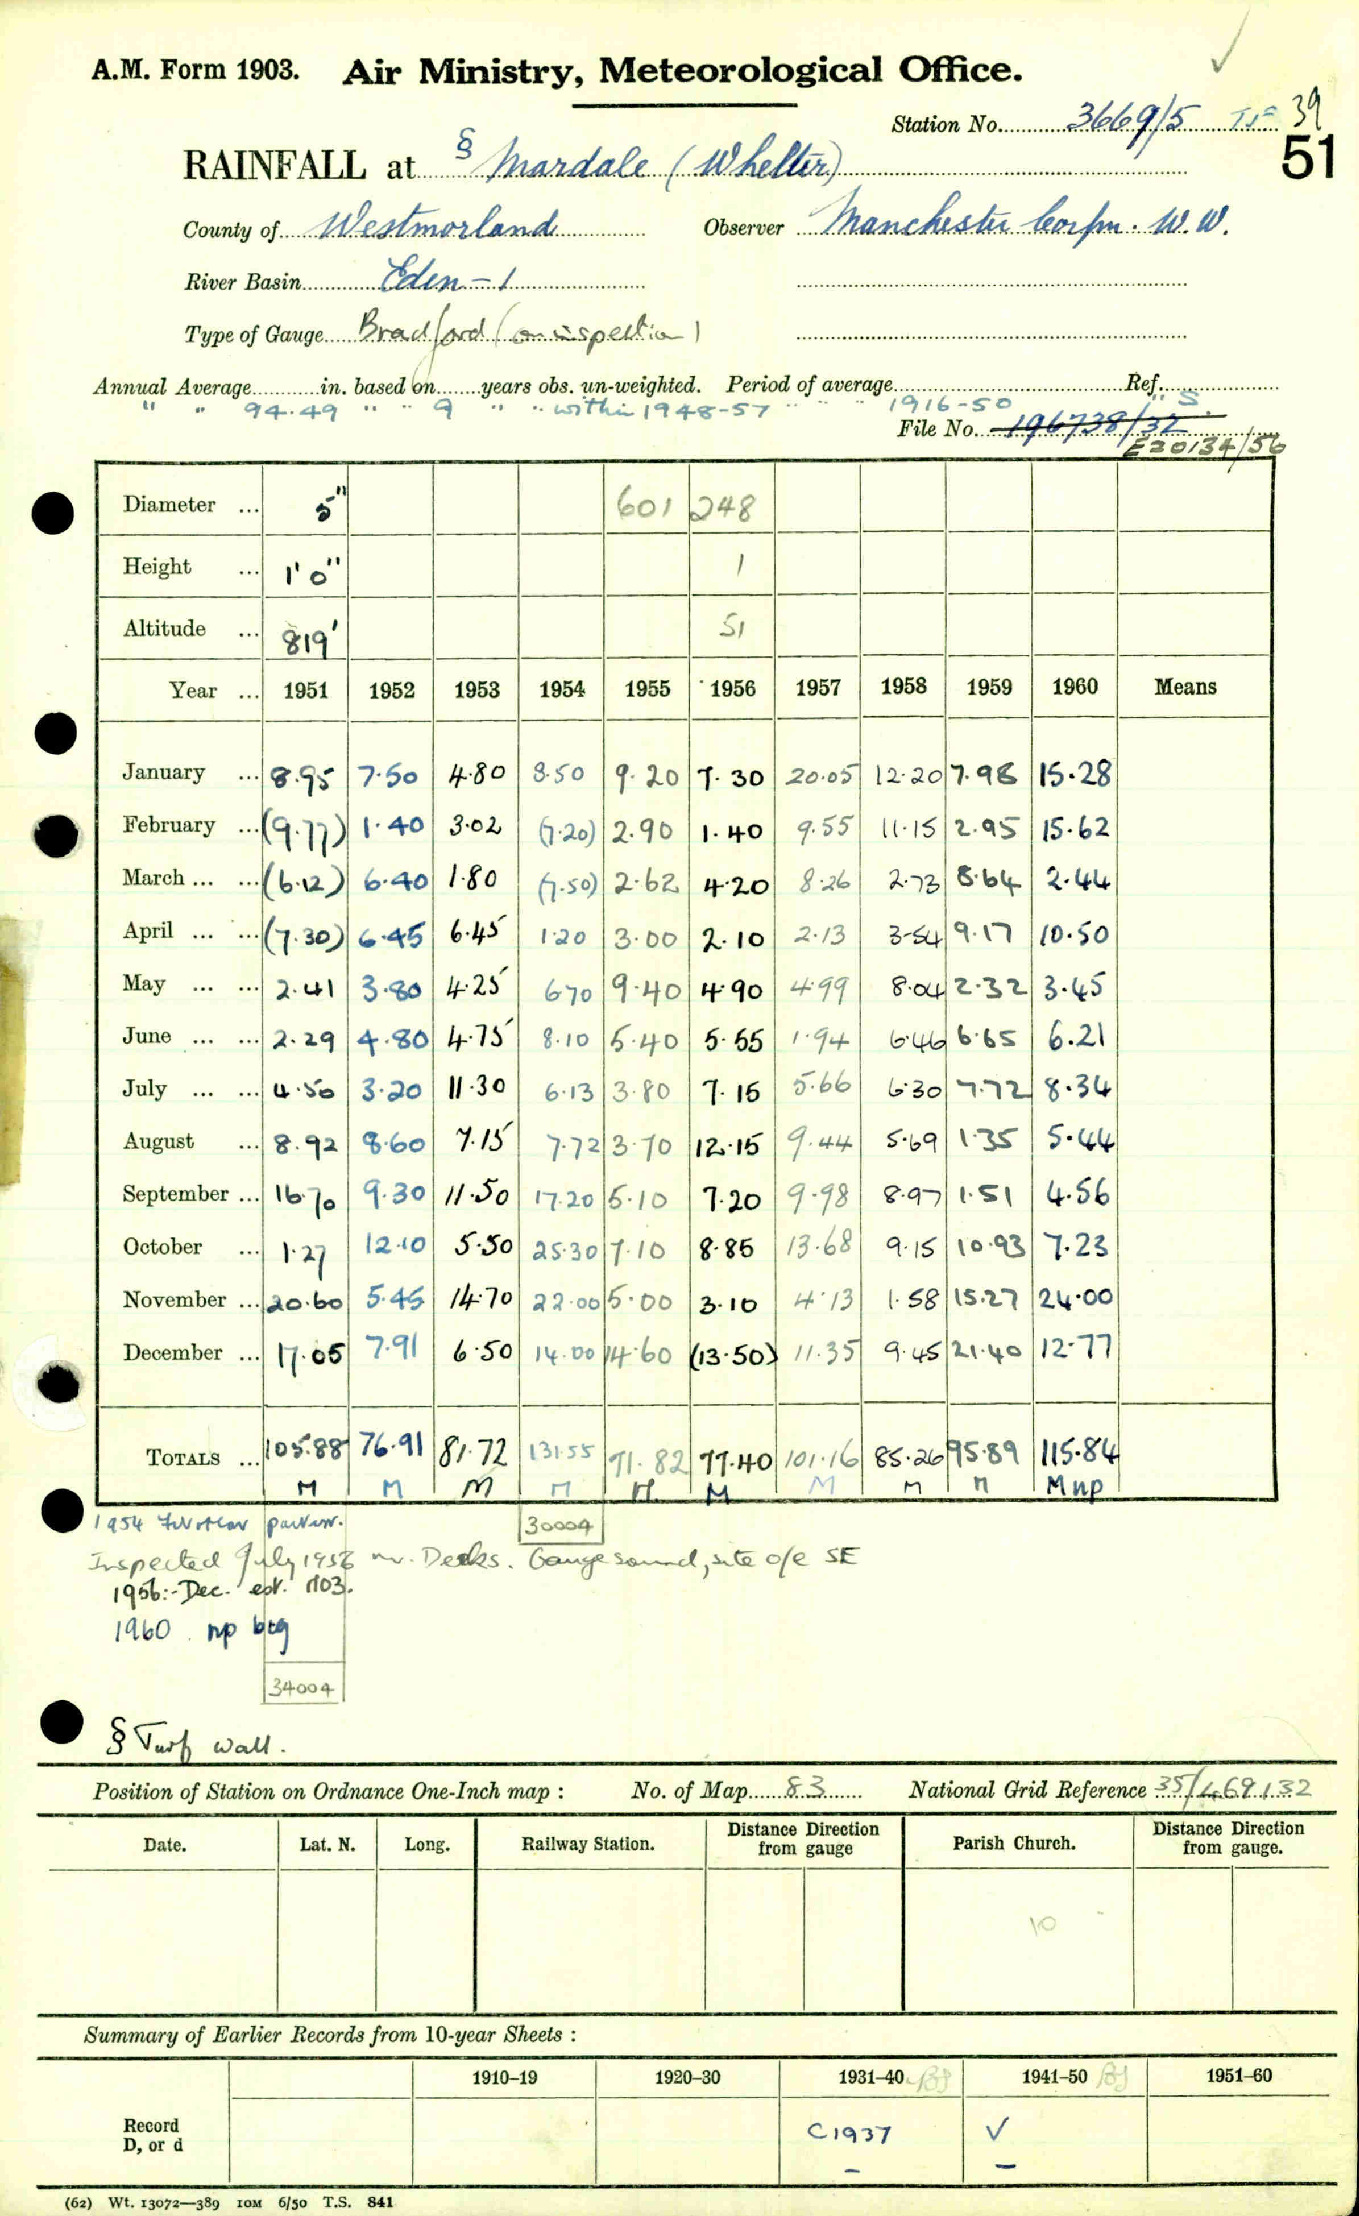 A.M. Form 1903. Air Ministry, Meteorological Office.
Station No. 3669/5 39
51
RAINFALL at § Mardale (Whelter)
County of Westmorland Observer Manchester Corpn. W.W.
River Basin Eden - 1
Type of Gauge Bradford (on inspection)
Annual Average in. based on years obs. un-weighted. Period of average Ref.
" " 94.49 " " 9 " " within 1948-57 " " " 1916-50 " S.
File No. 196738/32
E20134/56
Diameter ... 5" 601 248
Height ... 1' 0" 1
Altitude ... 819' 51
Year ... 1951 1952 1953 1954 1955 1956 1957 1958 1959 1960 Means
January ... 8.95 7.50 4.80 8.50 9.20 7.30 20.05 12.20 7.98 15.28
February ... (9.77) 1.40 3.02 (7.20) 2.90 1.40 9.55 11.15 2.95 15.62
March ... ... (6.12) 6.40 1.80 (7.50) 2.62 4.20 8.26 2.73 8.64 2.44
April ... ... (7.30) 6.45 6.45 1.20 3.00 2.10 2.13 3.54 9.17 10.50
May ... ... 2.41 3.80 4.25 6.70 9.40 4.90 4.99 8.04 2.32 3.45
June ... ... 2.29 4.80 4.75 8.10 5.40 5.55 1.94 6.46 6.65 6.21
July ... ... 4.50 3.20 11.30 6.13 3.80 7.15 5.66 6.30 7.72 8.34
August ... 8.92 8.60 7.15 7.72 3.70 12.15 9.44 5.69 1.35 5.44
September ... 16.70 9.30 11.50 17.20 5.10 7.20 9.98 8.97 1.51 4.56
October ... 1.27 12.10 5.50 25.30 7.10 8.85 13.68 9.15 10.93 7.23
November ... 20.60 5.45 14.70 22.00 5.00 3.10 4.13 1.58 15.27 24.00
December ... 17.05 7.91 6.50 14.00 14.60 (13.50) 11.35 9.45 21.40 12.77
TOTALS ... 105.88 76.91 81.72 131.55 71.82 77.40 101.16 85.26 95.89 115.84
M M M M M M M M M M np
1954 30004
Inspected July 1956 Mr. Deeks. Gauge sound, site o/e SE
1956:- Dec. est. MO3.
1960 np btg
34004
§ Turf wall.
Position of Station on Ordnance One-Inch map : No. of Map 83 National Grid Reference 35/469132
Date. Lat. N. Long. Railway Station. Distance from Direction gauge Parish Church. Distance from Direction gauge.
10
Summary of Earlier Records from 10-year Sheets :
1910–19 1920–30 1931–40 1941–50 1951–60
Record D, or d C1937 ✓
– –
(62) Wt. 13072—389 10M 6/50 T.S. 841